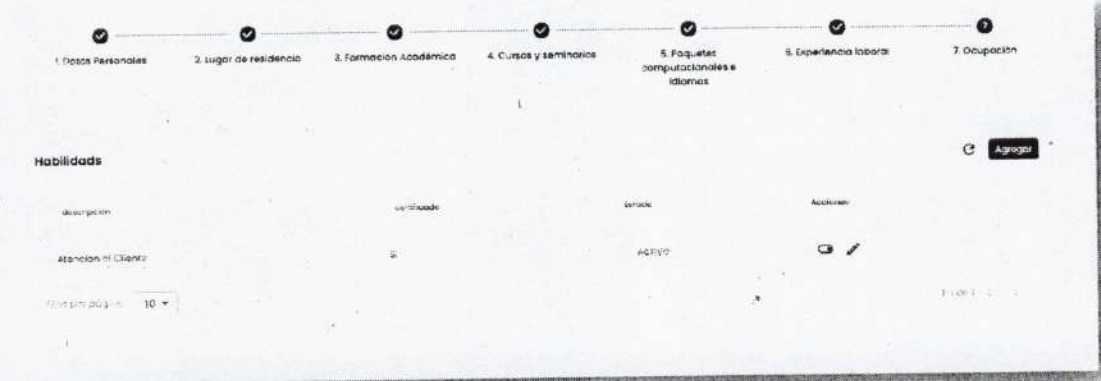 1. Datos Personales
2. Lugar de residencia
3. Formación Académica
4. Cursos y seminarios
5. Paquetes
computacionales e
idiomas
6. Experiencia laboral
7. Ocupación
Habilidads
Agregar
descripcion
certificado
Estado
Acciones
Atencion al Cliente
Si
ACTIVO
10